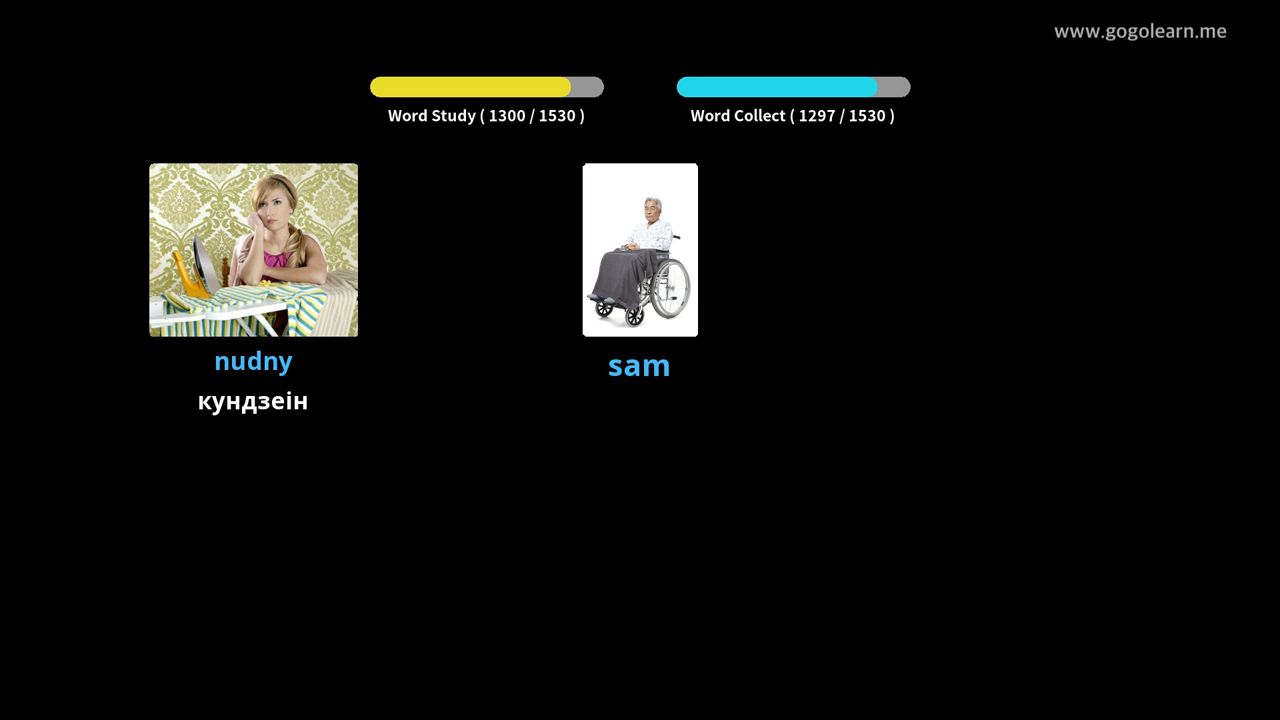 www.gogolearn.me
Word Study ( 1300 / 1530 )
Word Collect ( 1297 / 1530 )
nudny
кундзеін
sam